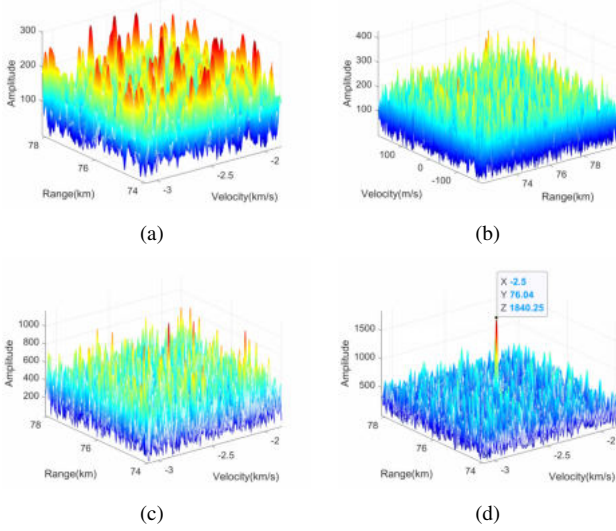 300
200
100
Amplitude
78
76
74
Range(km)
-3
-2.5
-2
Velocity(km/s)
(a)
400
300
200
100
Amplitude
100
0
-100
Velocity(m/s)
74
76
78
Range(km)
(b)
1000
800
600
400
200
Amplitude
78
76
74
Range(km)
-3
-2.5
-2
Velocity(km/s)
(c)
X -2.5
Y 76.04
Z 1840.25
1500
1000
500
Amplitude
78
76
74
Range(km)
-3
-2.5
-2
Velocity(km/s)
(d)